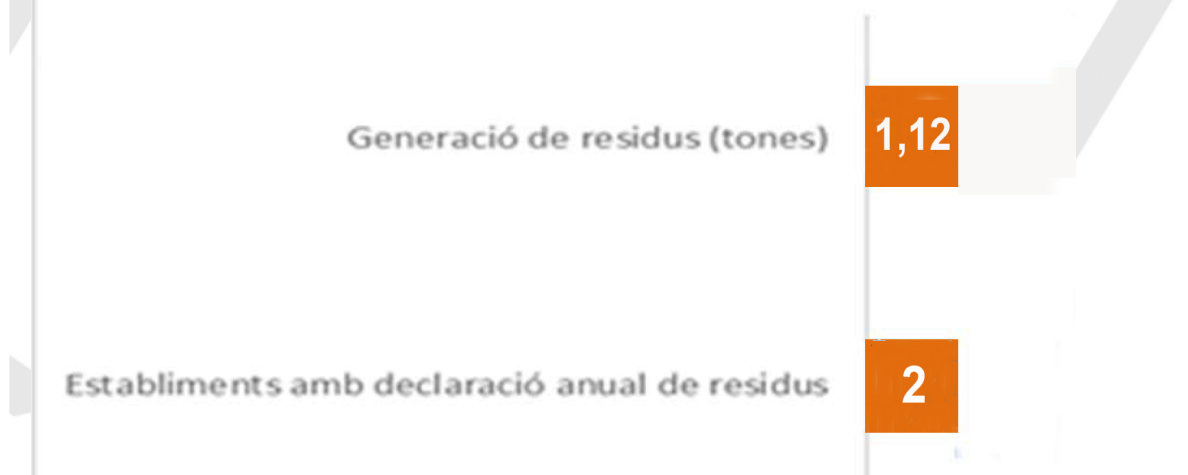 Generació de residus (tones) 1,12
Establiments amb declaració anual de residus 2